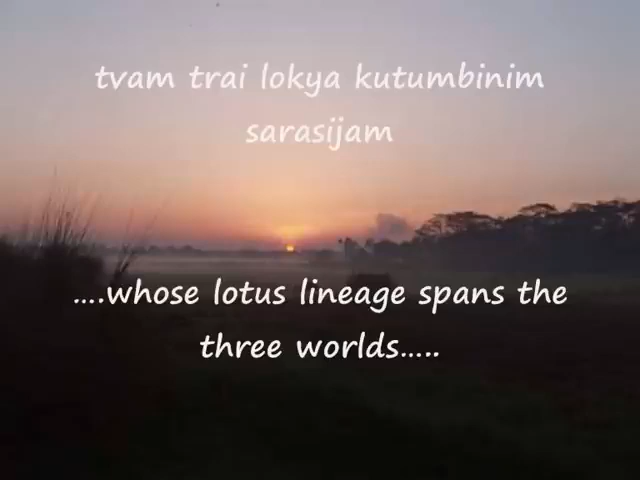 tvam trai lokya kutumbinim
sarasijam
....whose lotus lineage spans the
three worlds.....